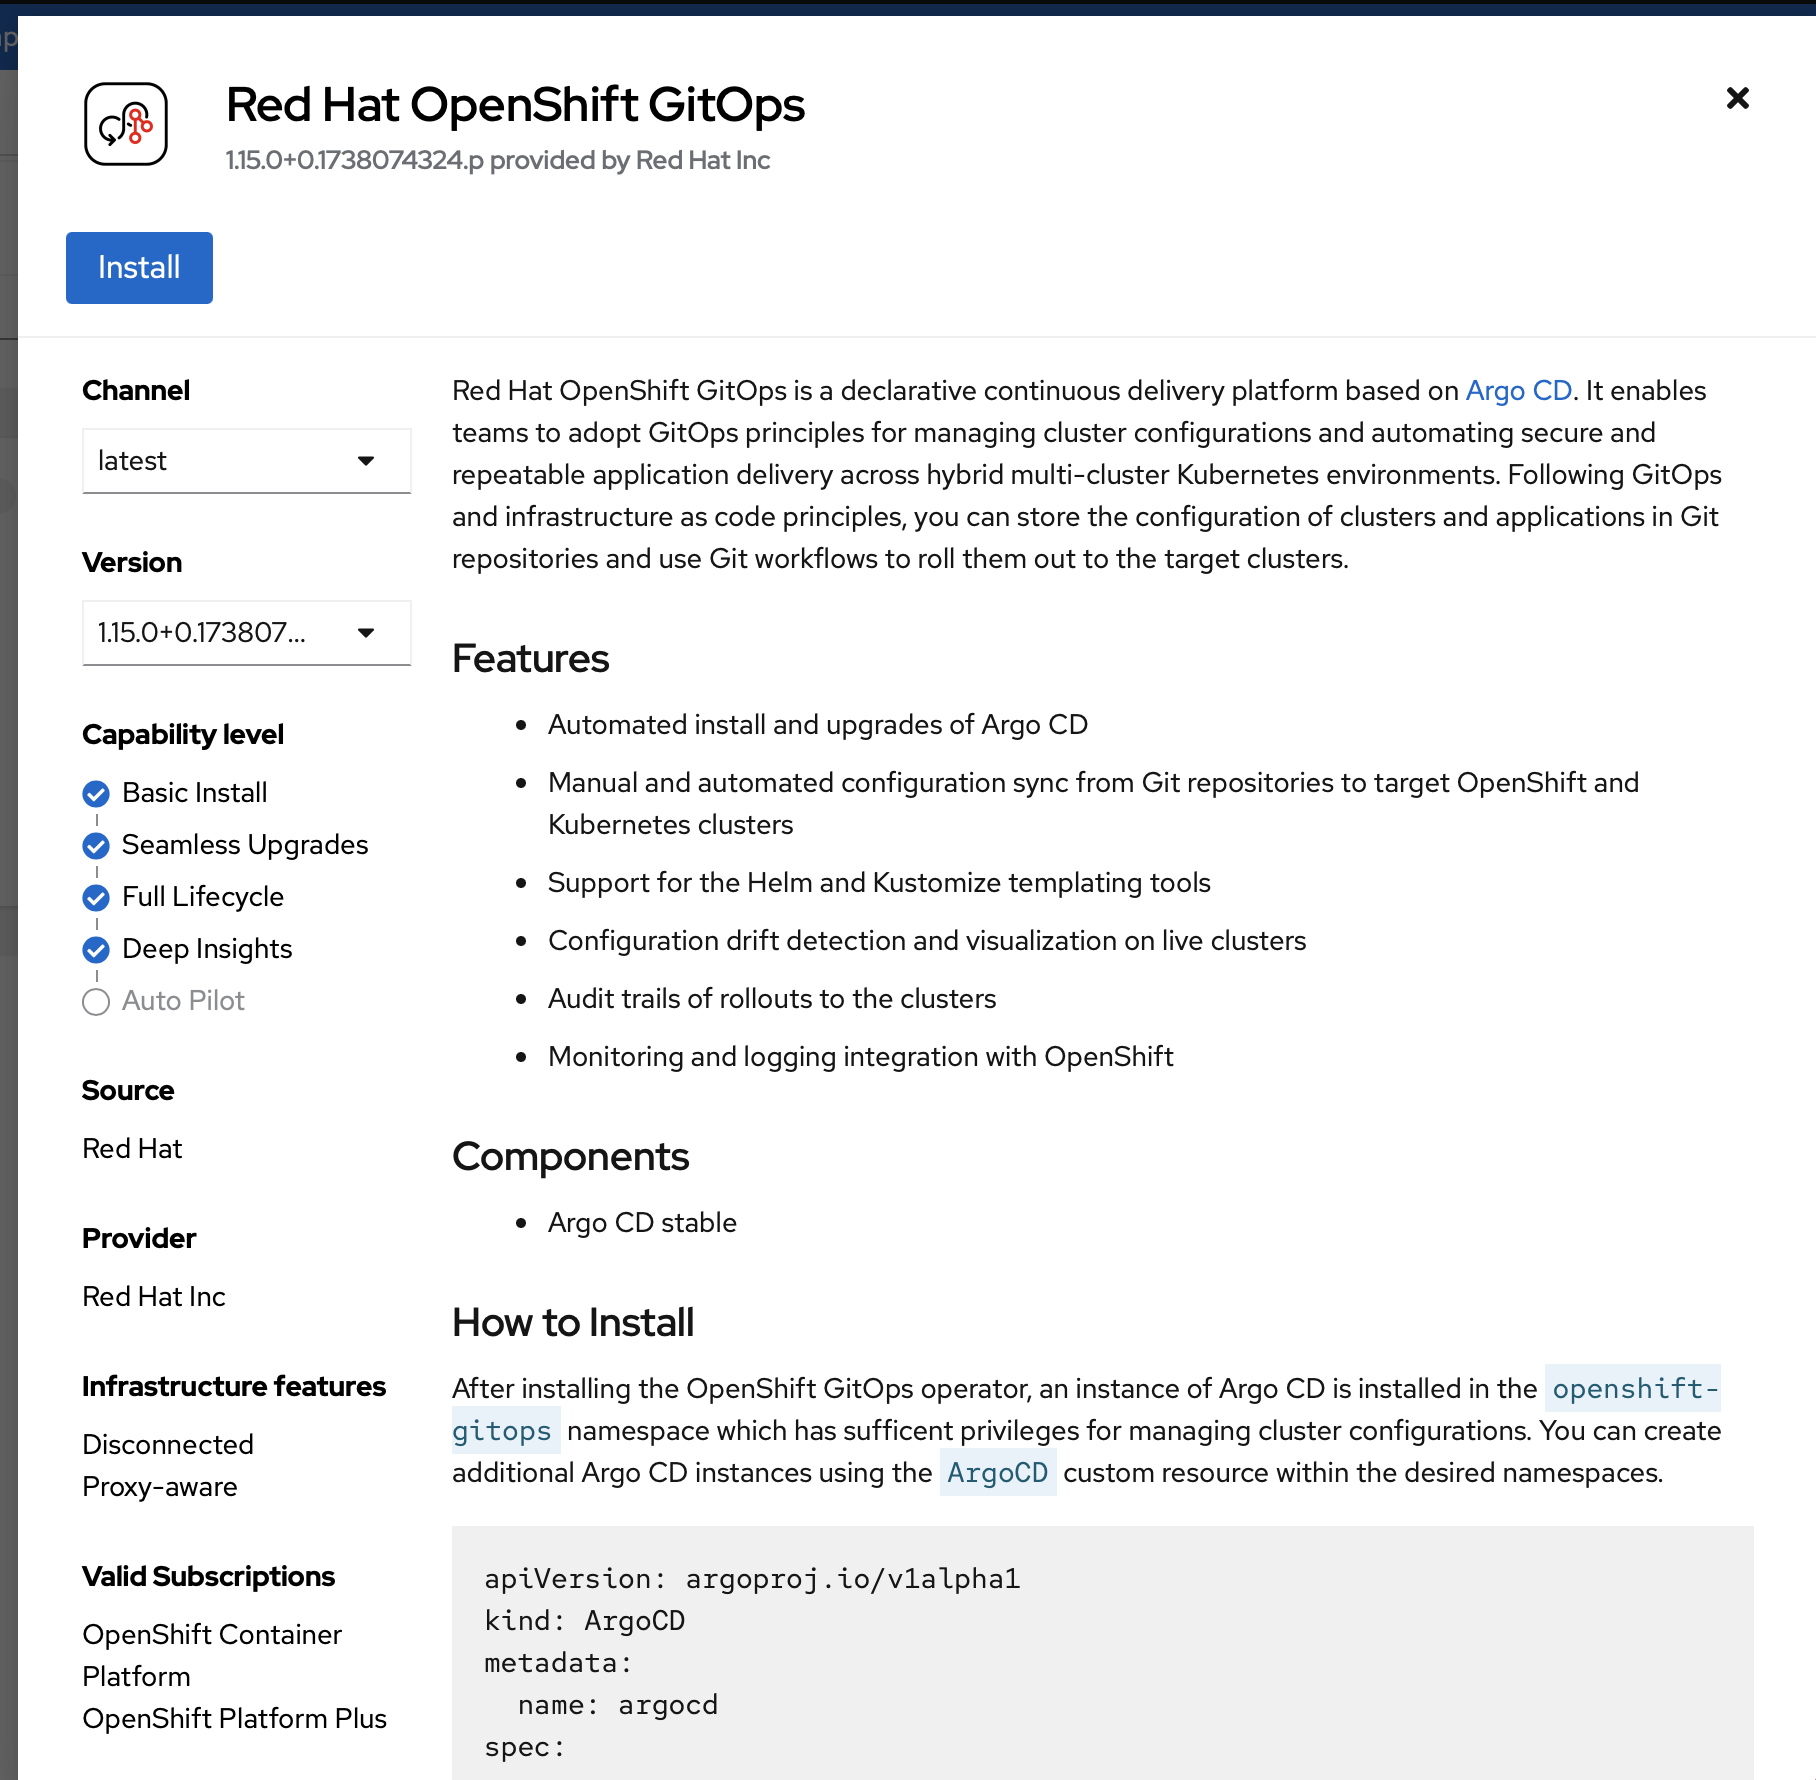 Red Hat OpenShift GitOps
1.15.0+0.1738074324.p provided by Red Hat Inc
Install
Channel
latest
Version
1.15.0+0.173807...
Capability level
Basic Install
Seamless Upgrades
Full Lifecycle
Deep Insights
Auto Pilot
Source
Red Hat
Provider
Red Hat Inc
Infrastructure features
Disconnected
Proxy-aware
Valid Subscriptions
OpenShift Container
Platform
OpenShift Platform Plus
Red Hat OpenShift GitOps is a declarative continuous delivery platform based on Argo CD. It enables
teams to adopt GitOps principles for managing cluster configurations and automating secure and
repeatable application delivery across hybrid multi-cluster Kubernetes environments. Following GitOps
and infrastructure as code principles, you can store the configuration of clusters and applications in Git
repositories and use Git workflows to roll them out to the target clusters.
Features
• Automated install and upgrades of Argo CD
• Manual and automated configuration sync from Git repositories to target OpenShift and
Kubernetes clusters
• Support for the Helm and Kustomize templating tools
• Configuration drift detection and visualization on live clusters
• Audit trails of rollouts to the clusters
• Monitoring and logging integration with OpenShift
Components
• Argo CD stable
How to Install
After installing the OpenShift GitOps operator, an instance of Argo CD is installed in the openshift-
gitops namespace which has sufficent privileges for managing cluster configurations. You can create
additional Argo CD instances using the ArgoCD custom resource within the desired namespaces.
apiVersion: argoproj.io/v1alpha1
kind: ArgoCD
metadata:
  name: argocd
spec: